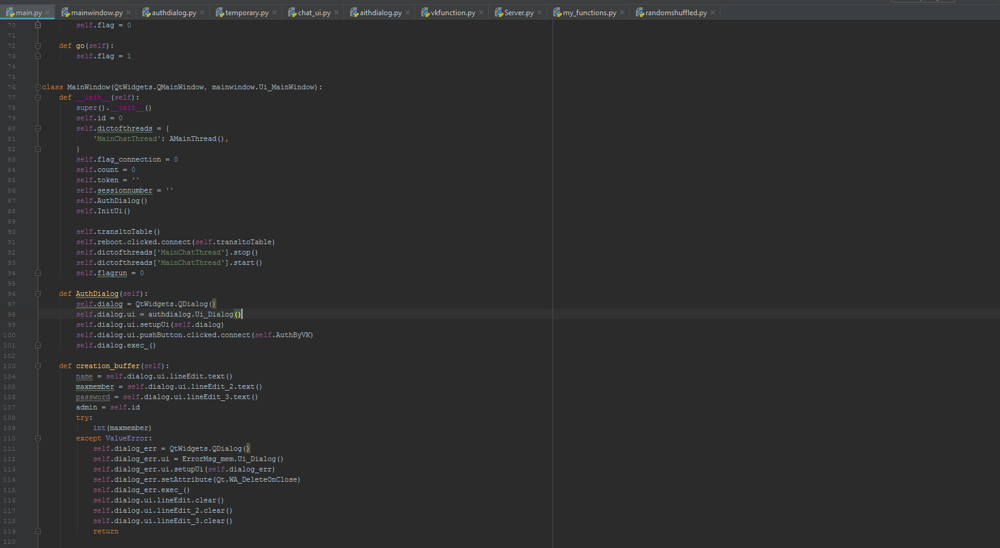 main.py mainwindow.py authdialog.py temporary.py chat_ui.py aithdialog.py vkfunction.py Server.py my_functions.py randomshuffled.py
70 self.flag = 0
71
72 def go(self):
73 self.flag = 1
74
75
76 class MainWindow(QtWidgets.QMainWindow, mainwindow.Ui_MainWindow):
77 def __init__(self):
78 super().__init__()
79 self.id = 0
80 self.dictofthreads = {
81 'MainChatThread': AMainThread(),
82 }
83 self.flag_connection = 0
84 self.count = 0
85 self.token = ''
86 self.sessionnumber = ''
87 self.AuthDialog()
88 self.InitUi()
89
90 self.transltoTable()
91 self.reboot.clicked.connect(self.transltoTable)
92 self.dictofthreads['MainChatThread'].stop()
93 self.dictofthreads['MainChatThread'].start()
94 self.flagrun = 0
95
96 def AuthDialog(self):
97 self.dialog = QtWidgets.QDialog()
98 self.dialog.ui = authdialog.Ui_Dialog()
99 self.dialog.ui.setupUi(self.dialog)
100 self.dialog.ui.pushButton.clicked.connect(self.AuthByVK)
101 self.dialog.exec_()
102
103 def creation_buffer(self):
104 name = self.dialog.ui.lineEdit.text()
105 maxmember = self.dialog.ui.lineEdit_2.text()
106 password = self.dialog.ui.lineEdit_3.text()
107 admin = self.id
108 try:
109 int(maxmember)
110 except ValueError:
111 self.dialog_err = QtWidgets.QDialog()
112 self.dialog_err.ui = ErrorMsg_mem.Ui_Dialog()
113 self.dialog_err.ui.setupUi(self.dialog_err)
114 self.dialog_err.setAttribute(Qt.WA_DeleteOnClose)
115 self.dialog_err.exec_()
116 self.dialog.ui.lineEdit.clear()
117 self.dialog.ui.lineEdit_2.clear()
118 self.dialog.ui.lineEdit_3.clear()
119 return
120